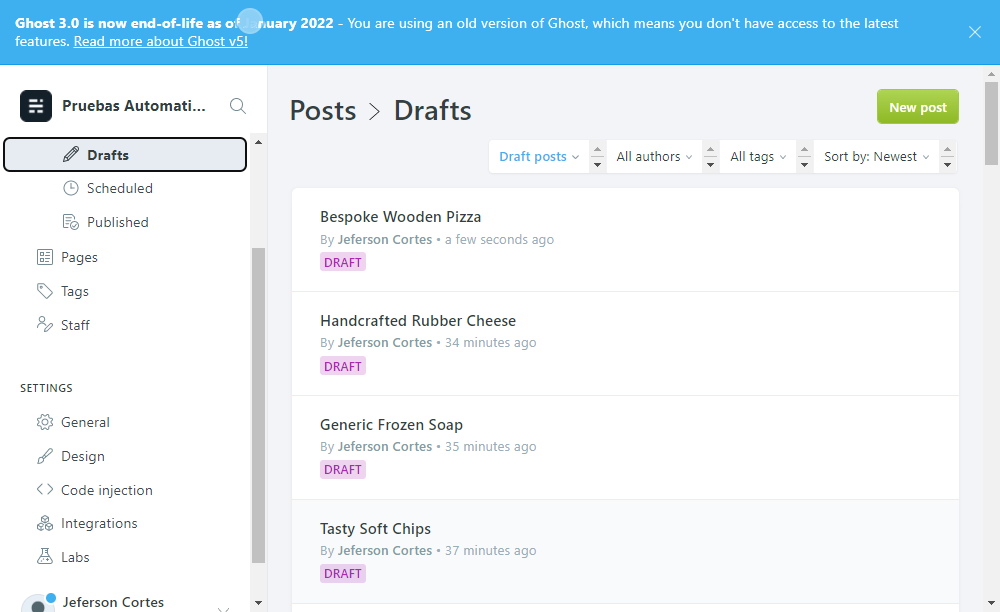 Ghost 3.0 is now end-of-life as of January 2022 - You are using an old version of Ghost, which means you don't have access to the latest
features. Read more about Ghost v5!
Pruebas Automati...
Drafts
Scheduled
Published
Pages
Tags
Staff
SETTINGS
General
Design
Code injection
Integrations
Labs
Jeferson Cortes
Posts > Drafts
New post
Draft posts
All authors
All tags
Sort by: Newest
Bespoke Wooden Pizza
By Jeferson Cortes • a few seconds ago
DRAFT
Handcrafted Rubber Cheese
By Jeferson Cortes • 34 minutes ago
DRAFT
Generic Frozen Soap
By Jeferson Cortes • 35 minutes ago
DRAFT
Tasty Soft Chips
By Jeferson Cortes • 37 minutes ago
DRAFT